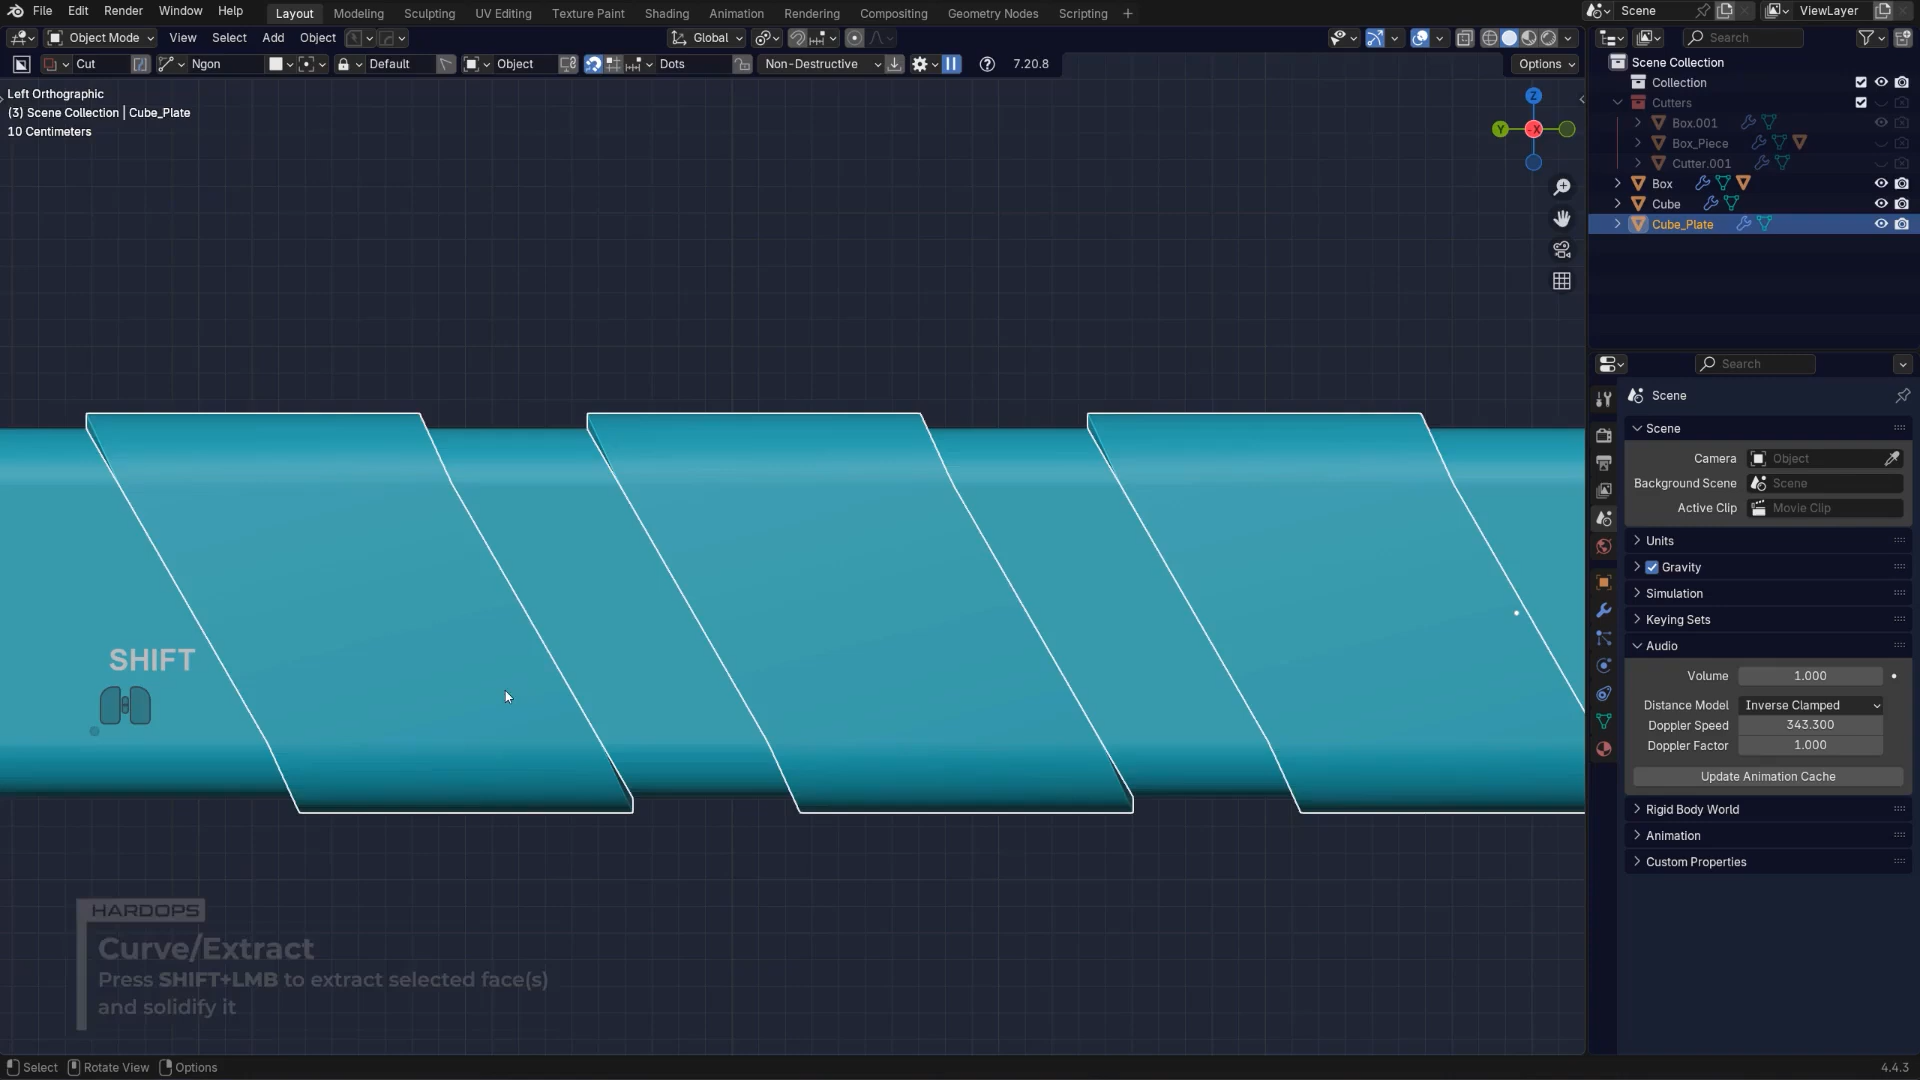 File Edit Render Window Help Layout Modeling Sculpting UV Editing Texture Paint Shading Animation Rendering Compositing Geometry Nodes Scripting + Scene ViewLayer
Object Mode View Select Add Object Global Search
Cut Ngon Default Object Dots Non-Destructive 7.20.8 Options
Left Orthographic
(3) Scene Collection | Cube_Plate
10 Centimeters
Z
Y
-X
Scene Collection
Collection
Cutters
Box.001
Box_Piece
Cutter.001
Box
Cube
Cube_Plate
Search
Scene
Scene
Camera Object
Background Scene Scene
Active Clip Movie Clip
Units
Gravity
Simulation
Keying Sets
Audio
Volume 1.000
Distance Model Inverse Clamped
Doppler Speed 343.300
Doppler Factor 1.000
Update Animation Cache
Rigid Body World
Animation
Custom Properties
SHIFT
HARDOPS
Curve/Extract
Press SHIFT+LMB to extract selected face(s)
and solidify it
Select Rotate View Options 4.4.3